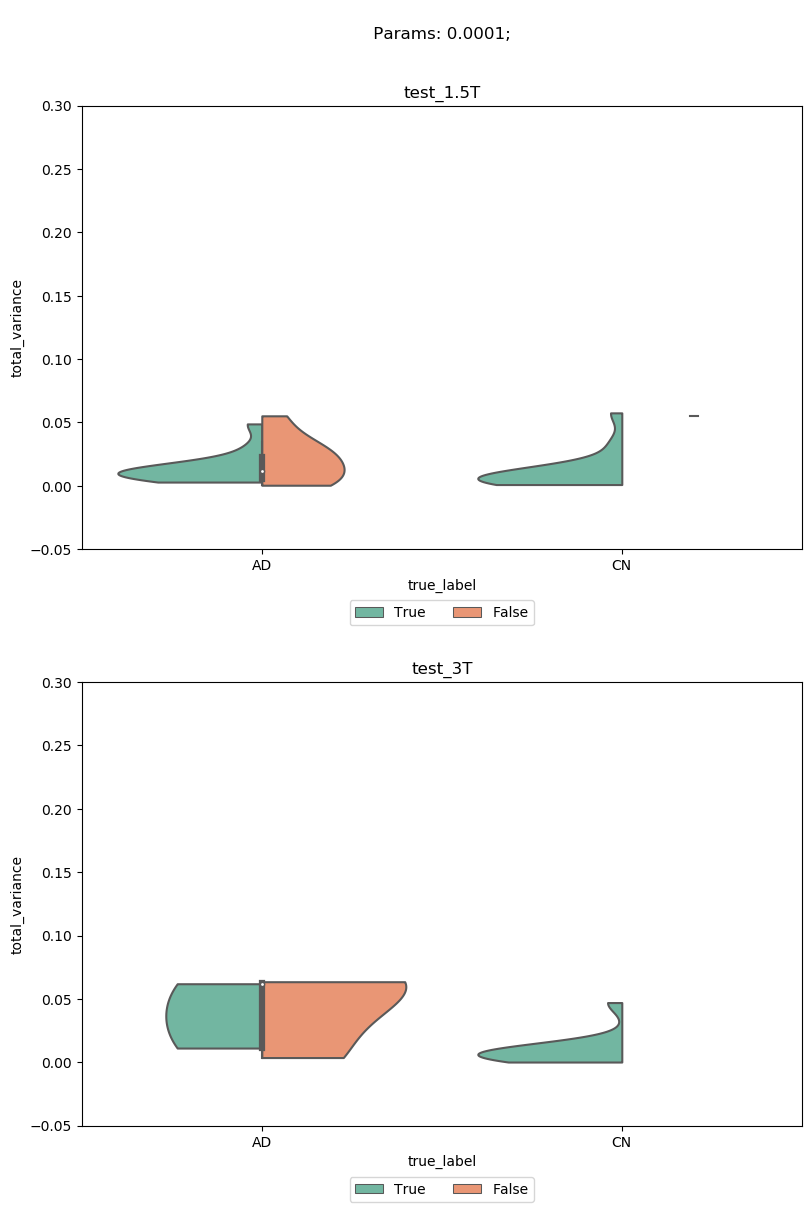 Params: 0.0001;
test_1.5T
0.30
0.25
0.20
0.15
0.10
0.05
0.00
−0.05
total_variance
AD CN
true_label
True False
test_3T
0.30
0.25
0.20
0.15
0.10
0.05
0.00
−0.05
total_variance
AD CN
true_label
True False